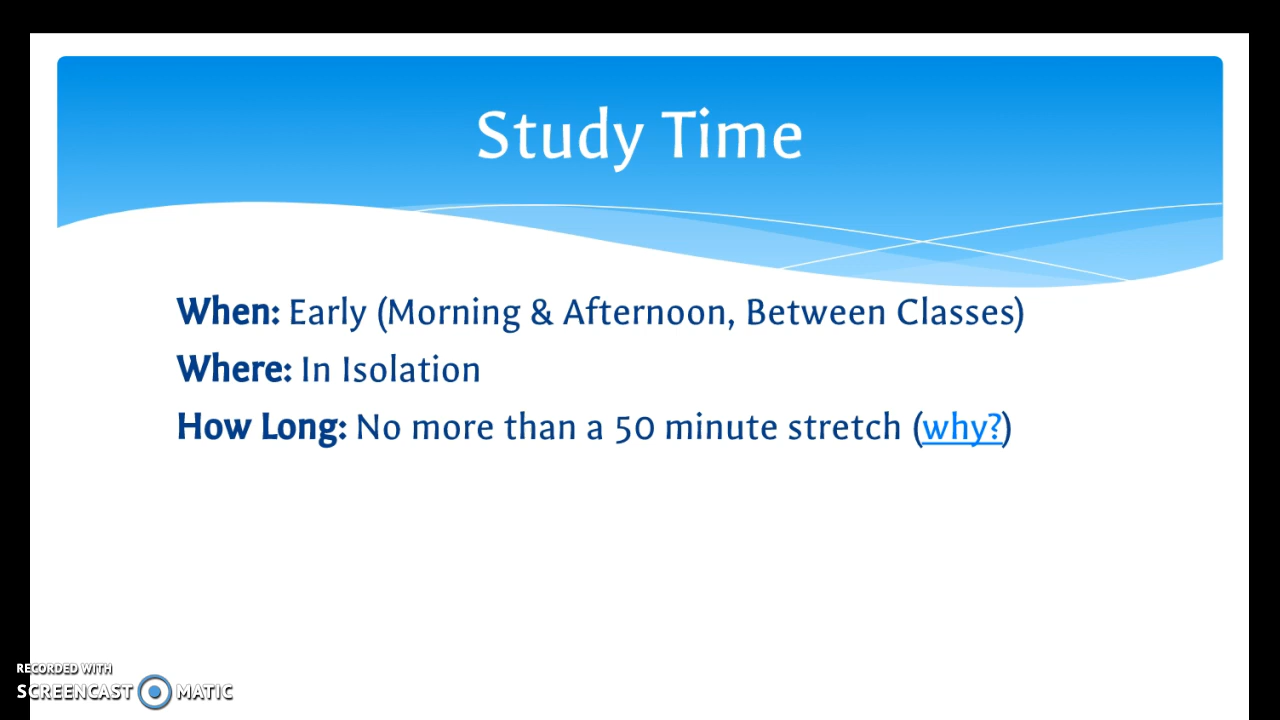 Study Time
When: Early (Morning & Afternoon, Between Classes)
Where: In Isolation
How Long: No more than a 50 minute stretch (why?)
RECORDED WITH
SCREENCAST MATIC